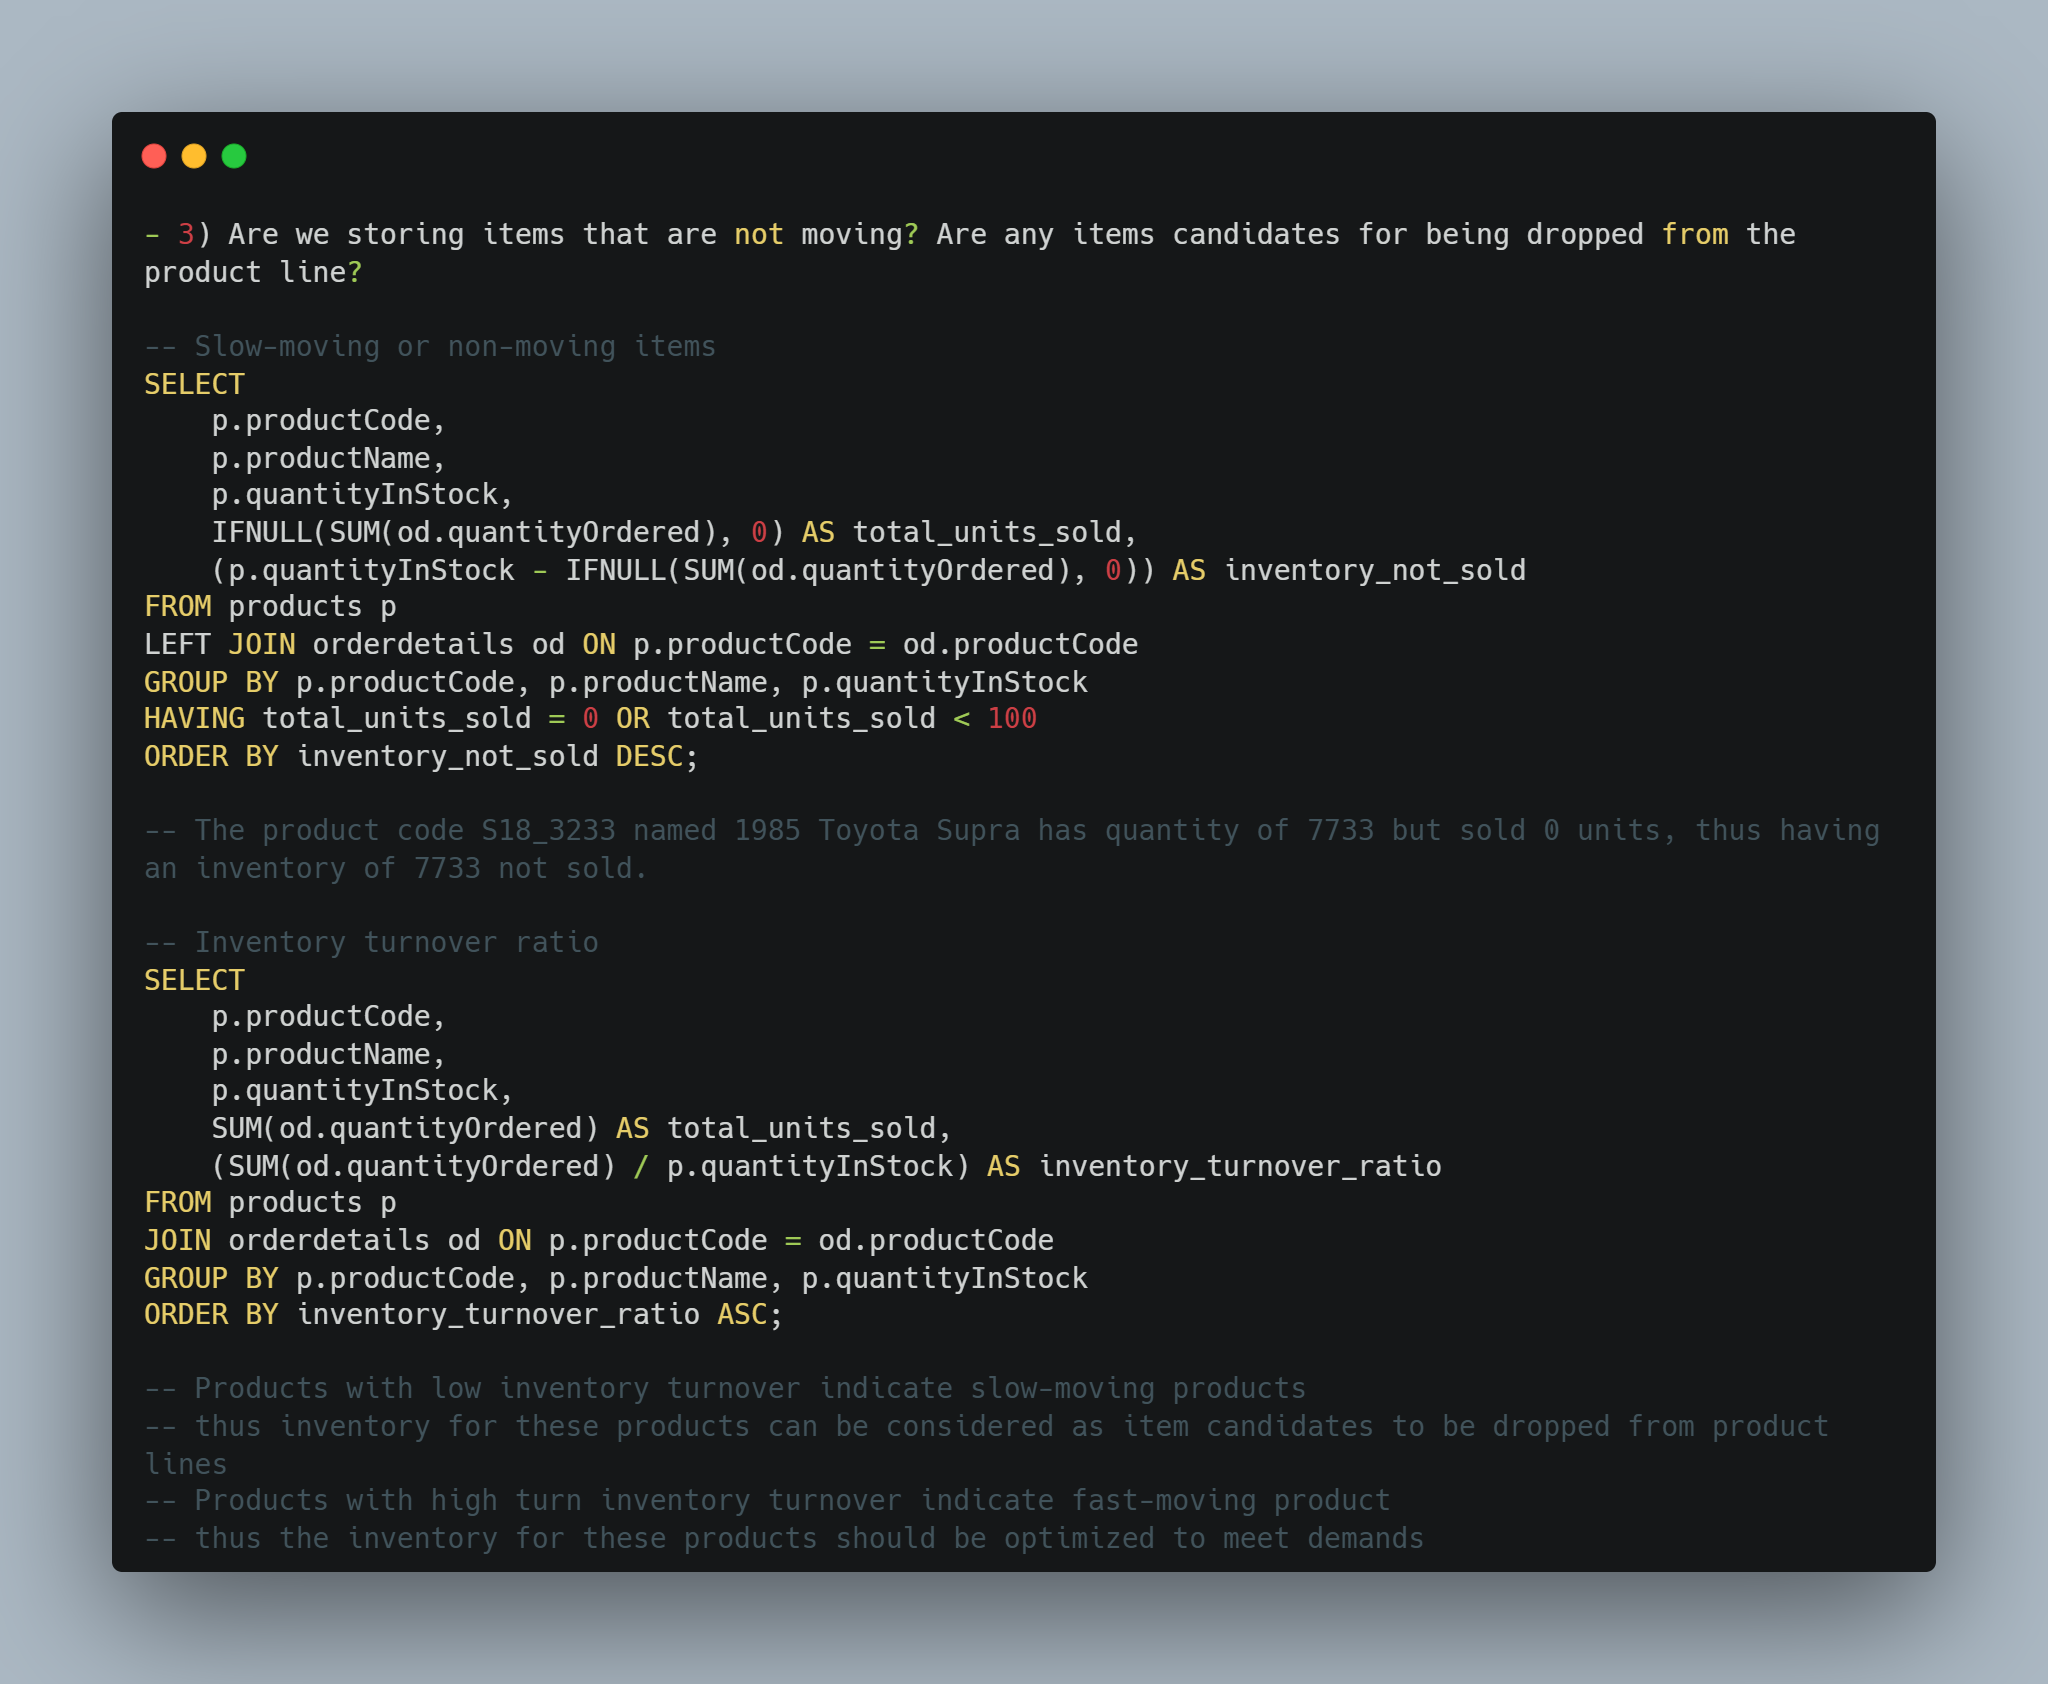 - 3) Are we storing items that are not moving? Are any items candidates for being dropped from the
product line?
-- Slow-moving or non-moving items
SELECT
    p.productCode,
    p.productName,
    p.quantityInStock,
    IFNULL(SUM(od.quantityOrdered), 0) AS total_units_sold,
    (p.quantityInStock - IFNULL(SUM(od.quantityOrdered), 0)) AS inventory_not_sold
FROM products p
LEFT JOIN orderdetails od ON p.productCode = od.productCode
GROUP BY p.productCode, p.productName, p.quantityInStock
HAVING total_units_sold = 0 OR total_units_sold < 100
ORDER BY inventory_not_sold DESC;
-- The product code S18_3233 named 1985 Toyota Supra has quantity of 7733 but sold 0 units, thus having
an inventory of 7733 not sold.
-- Inventory turnover ratio
SELECT
    p.productCode,
    p.productName,
    p.quantityInStock,
    SUM(od.quantityOrdered) AS total_units_sold,
    (SUM(od.quantityOrdered) / p.quantityInStock) AS inventory_turnover_ratio
FROM products p
JOIN orderdetails od ON p.productCode = od.productCode
GROUP BY p.productCode, p.productName, p.quantityInStock
ORDER BY inventory_turnover_ratio ASC;
-- Products with low inventory turnover indicate slow-moving products
-- thus inventory for these products can be considered as item candidates to be dropped from product
lines
-- Products with high turn inventory turnover indicate fast-moving product
-- thus the inventory for these products should be optimized to meet demands